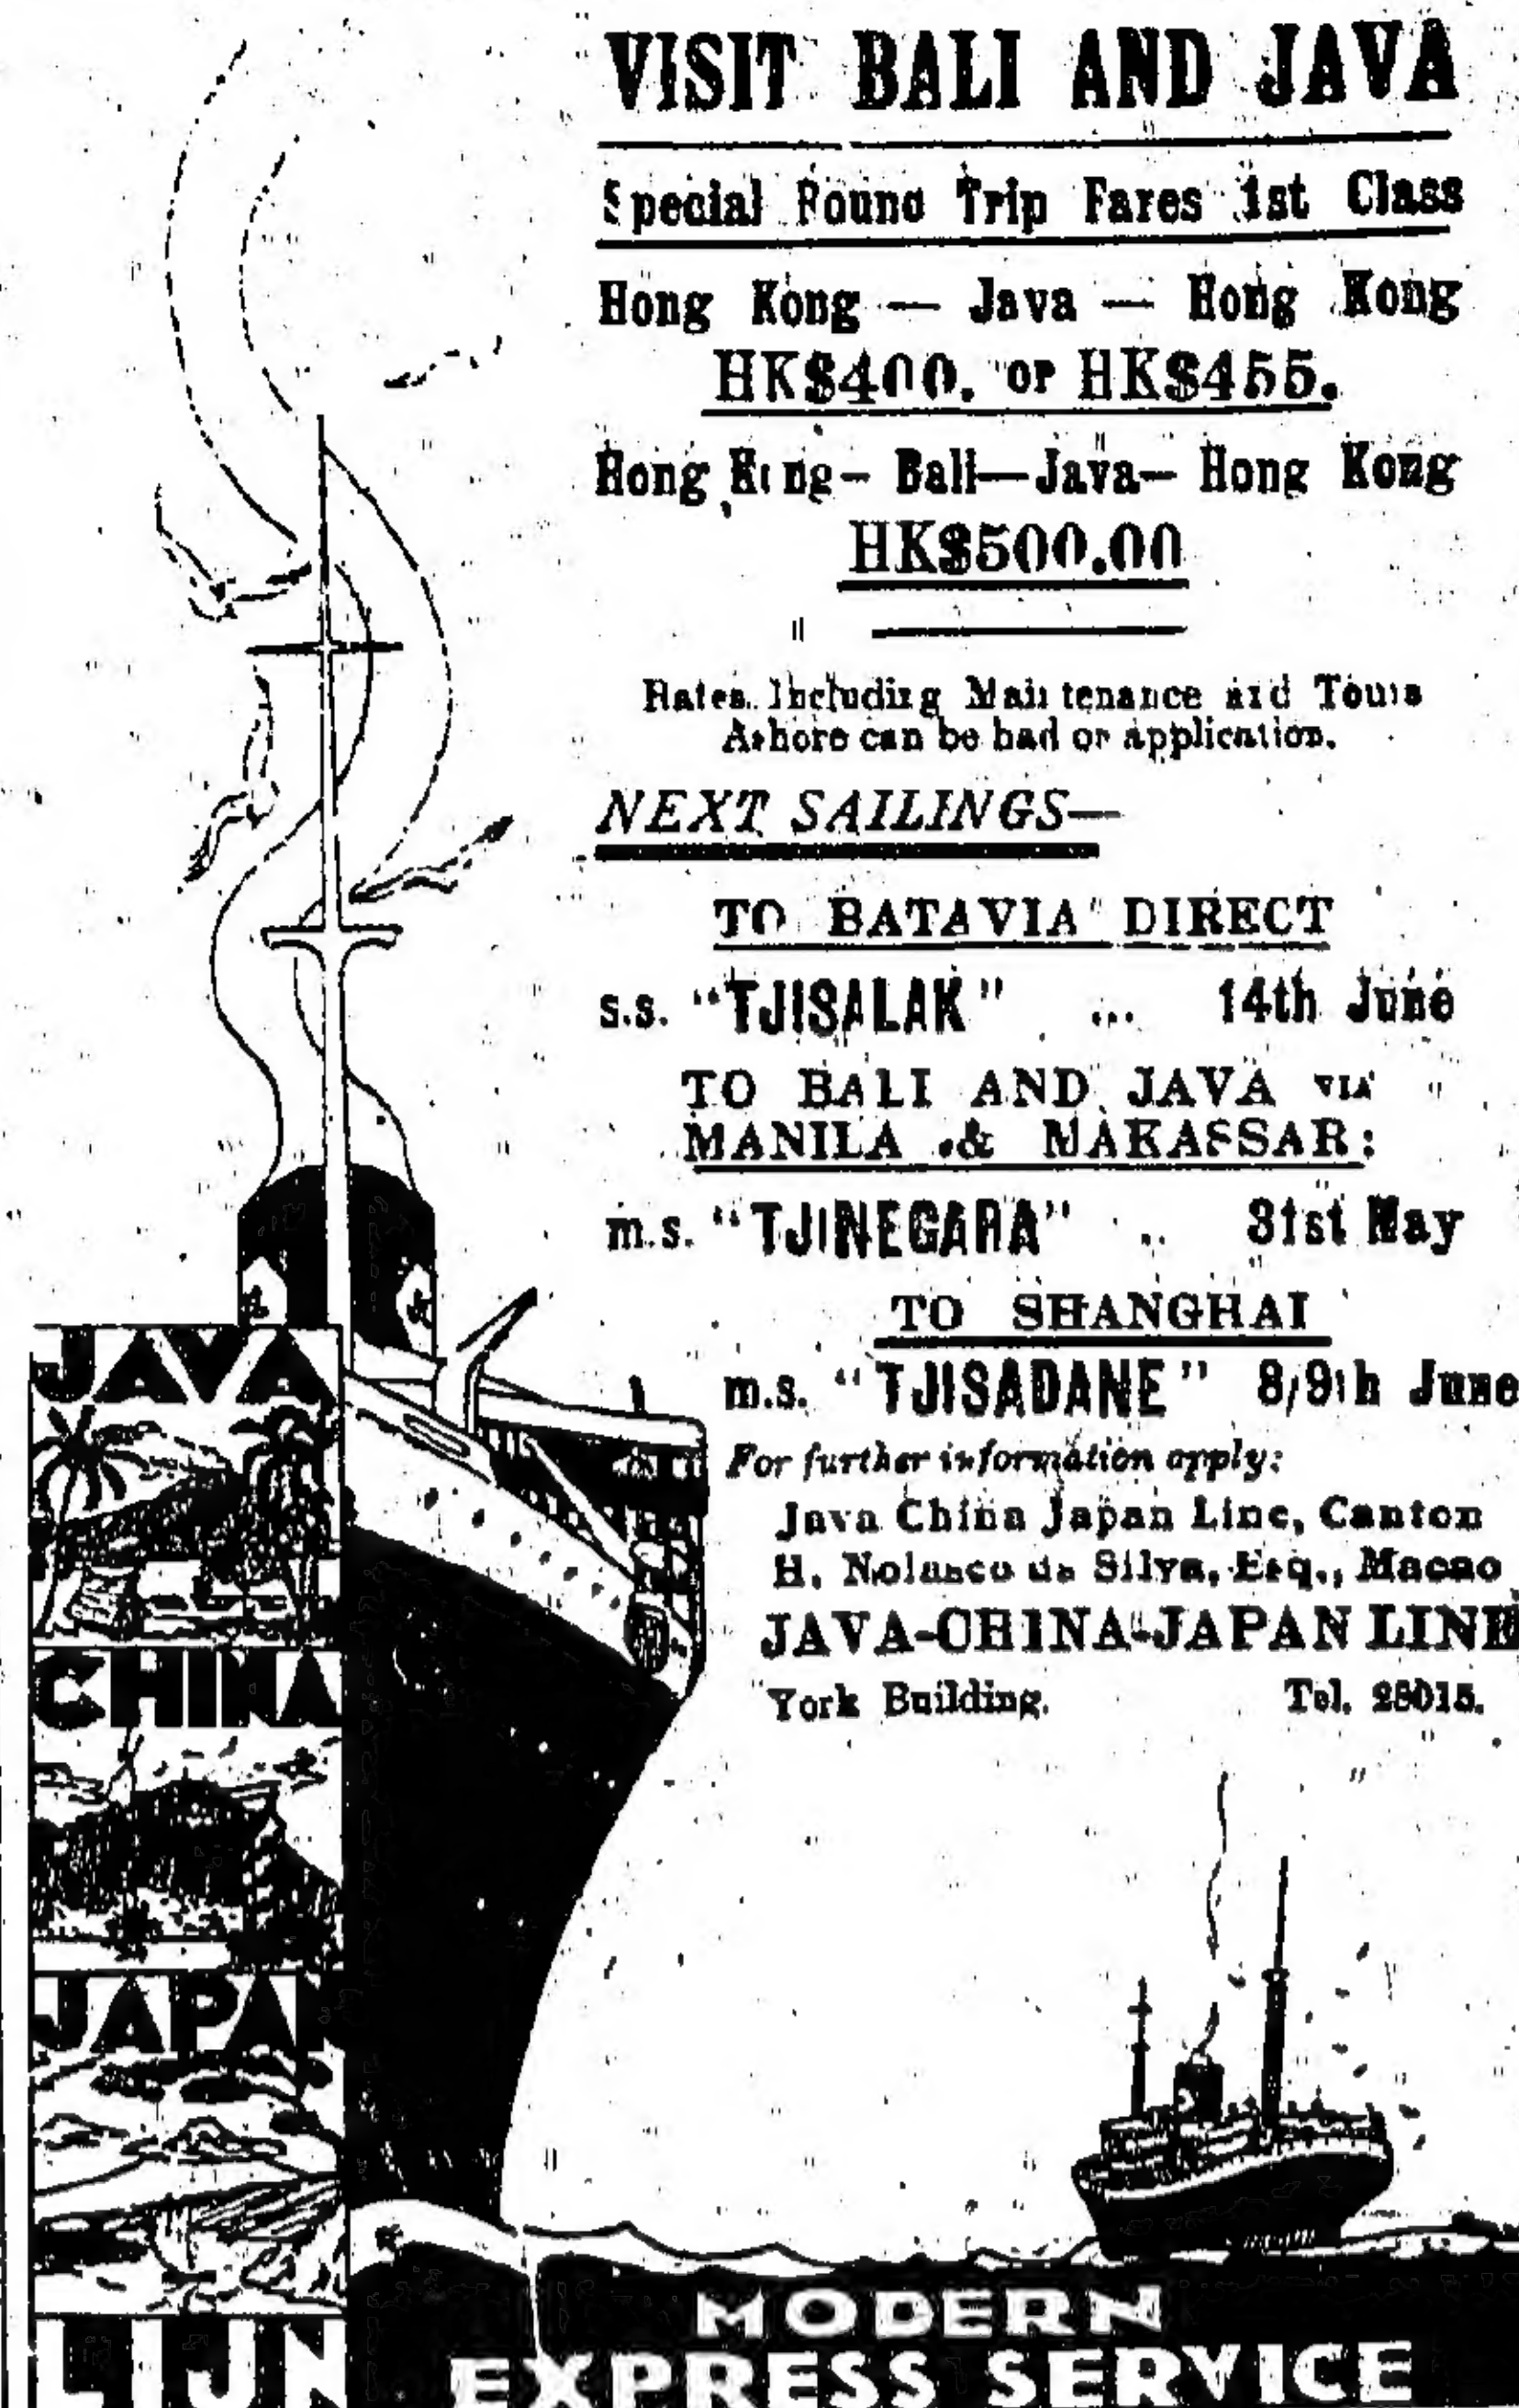 VISIT BALI AND JAVA
Special Round Trip Fares 1st Class
Hong Kong — Java — Hong Kong
HK$400. or HK$455.
Hong Kong – Bali—Java– Hong Kong
HK$500.00
Rates Including Maintenance and Tours
Ashore can be had on application.
NEXT SAILINGS—
TO BATAVIA DIRECT
s.s. "TJISALAK" ... 14th June
TO BALI AND JAVA VIA
MANILA & MAKASSAR:
m.s. "TJINEGARA" .. 31st May
TO SHANGHAI
m.s. "TJISADANE" 8/9th June
For further information apply:
Java China Japan Line, Canton
H. Nolasco da Silva, Esq., Macao
JAVA-CHINA-JAPAN LINE
York Building. Tel. 28015.
JAVA
CHINA
JAPAN
LIJN
MODERN
EXPRESS SERVICE